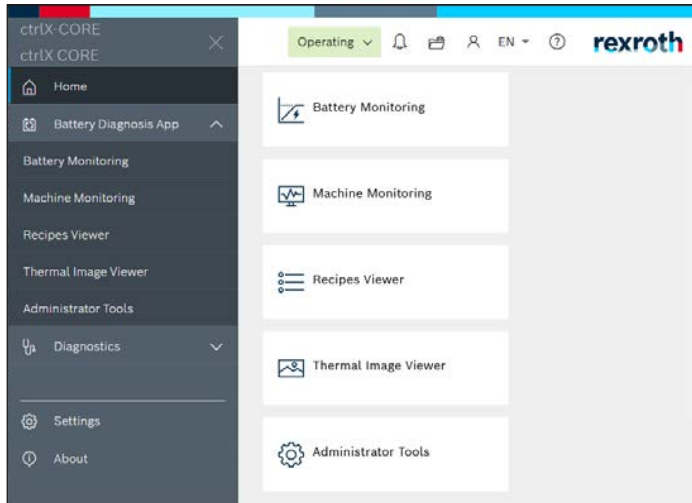 ctrlX-CORE
ctrlX CORE
Operating
EN
rexroth
Home
Battery Diagnosis App
Battery Monitoring
Machine Monitoring
Recipes Viewer
Thermal Image Viewer
Administrator Tools
Diagnostics
Settings
About
Battery Monitoring
Machine Monitoring
Recipes Viewer
Thermal Image Viewer
Administrator Tools